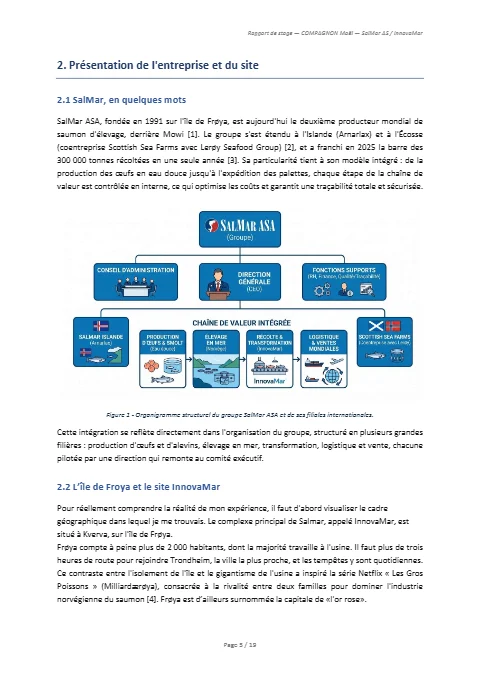 Rapport de stage — COMPAGNON Maël — SalMar AS / InnovaMar
2. Présentation de l'entreprise et du site
2.1 SalMar, en quelques mots
SalMar ASA, fondée en 1991 sur l'île de Frøya, est aujourd'hui le deuxième producteur mondial de
saumon d'élevage, derrière Mowi [1]. Le groupe s'est étendu à l'Islande (Arnarlax) et à l'Écosse
(coentreprise Scottish Sea Farms avec Lerøy Seafood Group) [2], et a franchi en 2025 la barre des
300 000 tonnes récoltées en une seule année [3]. Sa particularité tient à son modèle intégré : de la
production des œufs en eau douce jusqu'à l'expédition des palettes, chaque étape de la chaîne de
valeur est contrôlée en interne, ce qui optimise les coûts et garantit une traçabilité totale et sécurisée.
SALMAR ASA
(Groupe)
CONSEIL D'ADMINISTRATION
DIRECTION
GÉNÉRALE
(CEO)
FONCTIONS SUPPORTS
(RH, Finance, Qualité/Traçabilité)
CHAÎNE DE VALEUR INTÉGRÉE
SALMAR ISLANDE
(Arnarlax)
PRODUCTION
D'ŒUFS & SMOLT
(Eau douce)
ÉLEVAGE
EN MER
(Norvège)
RÉCOLTE &
TRANSFORMATION
(InnovaMar)
InnovaMar
LOGISTIQUE
& VENTES
MONDIALES
SCOTTISH SEA FARMS
Figure 1 - Organigramme structurel du groupe SalMar ASA et de ses filiales internationales.
Cette intégration se reflète directement dans l'organisation du groupe, structuré en plusieurs grandes
filières : production d'œufs et d'alevins, élevage en mer, transformation, logistique et vente, chacune
pilotée par une direction qui remonte au comité exécutif.
2.2 L'île de Froya et le site InnovaMar
Pour réellement comprendre la réalité de mon expérience, il faut d'abord visualiser le cadre
géographique dans lequel je me trouvais. Le complexe principal de Salmar, appelé InnovaMar, est
situé à Kverva, sur l'île de Frøya.
Frøya compte à peine plus de 2 000 habitants, dont la majorité travaille à l'usine. Il faut plus de trois
heures de route pour rejoindre Trondheim, la ville la plus proche, et les tempêtes y sont quotidiennes.
Ce contraste entre l'isolement de l'île et le gigantisme de l'usine a inspiré la série Netflix « Les Gros
Poissons » (Milliardærøya), consacrée à la rivalité entre deux familles pour dominer l'industrie
norvégienne du saumon [4]. Frøya est d'ailleurs surnommée la capitale de «l'or rose».
Page 5 / 19